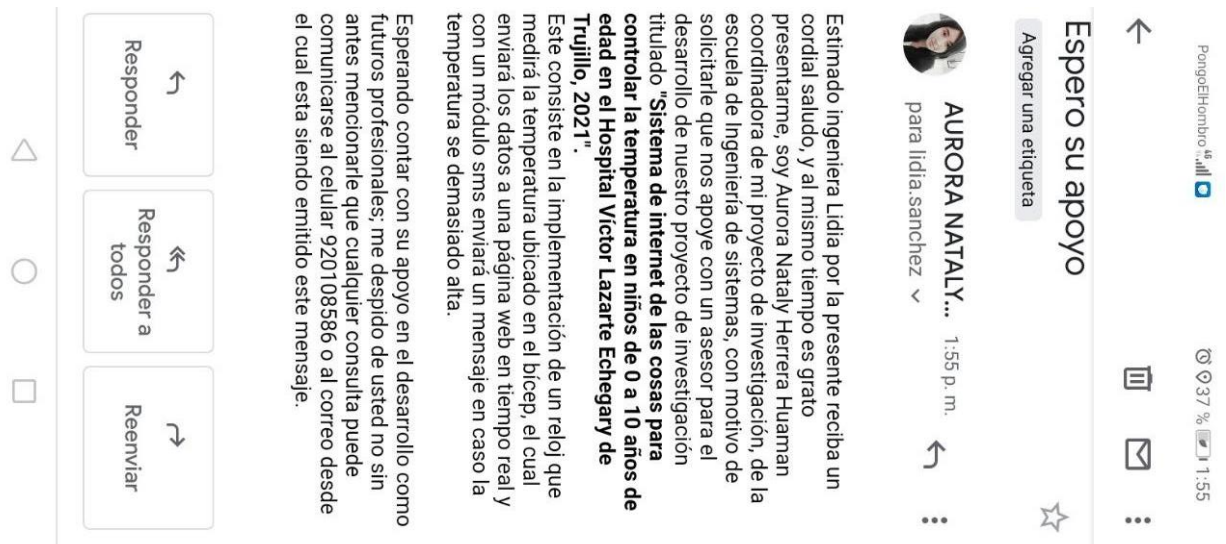 PongoElHombro 4G 37 % 1:55
Espero su apoyo
Agregar una etiqueta
AURORA NATALY... 1:55 p. m.
para lidia.sanchez
Estimado ingeniera Lidia por la presente reciba un
cordial saludo, y al mismo tiempo es grato
presentarme, soy Aurora Nataly Herrera Huaman
coordinadora de mi proyecto de investigación, de la
escuela de Ingeniería de sistemas, con motivo de
solicitarle que nos apoye con un asesor para el
desarrollo de nuestro proyecto de investigación
titulado "Sistema de internet de las cosas para
controlar la temperatura en niños de 0 a 10 años de
edad en el Hospital Víctor Lazarte Echegary de
Trujillo, 2021".
Este consiste en la implementación de un reloj que
medirá la temperatura ubicado en el bícep, el cual
enviará los datos a una página web en tiempo real y
con un módulo sms enviará un mensaje en caso la
temperatura se demasiado alta.
Esperando contar con su apoyo en el desarrollo como
futuros profesionales; me despido de usted no sin
antes mencionarle que cualquier consulta puede
comunicarse al celular 920108586 o al correo desde
el cual esta siendo emitido este mensaje.
Responder
Responder a
todos
Reenviar